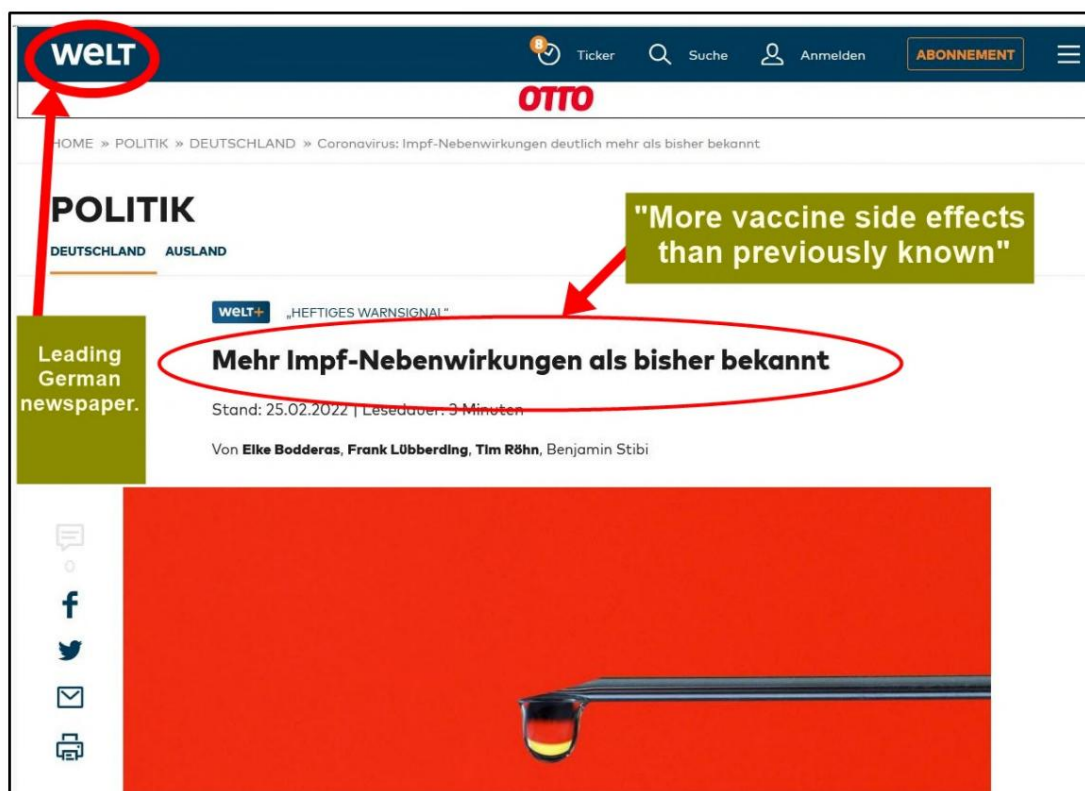 WELT
8 Ticker Suche Anmelden ABONNEMENT
OTTO
HOME » POLITIK » DEUTSCHLAND » Coronavirus: Impf-Nebenwirkungen deutlich mehr als bisher bekannt
POLITIK
DEUTSCHLAND AUSLAND
"More vaccine side effects
than previously known"
WELT+ „HEFTIGES WARNSIGNAL“
Mehr Impf-Nebenwirkungen als bisher bekannt
Stand: 25.02.2022 | Lesedauer: 3 Minuten
Von Elke Bodderas, Frank Lübberding, Tim Röhn, Benjamin Stibi
Leading
German
newspaper.
0